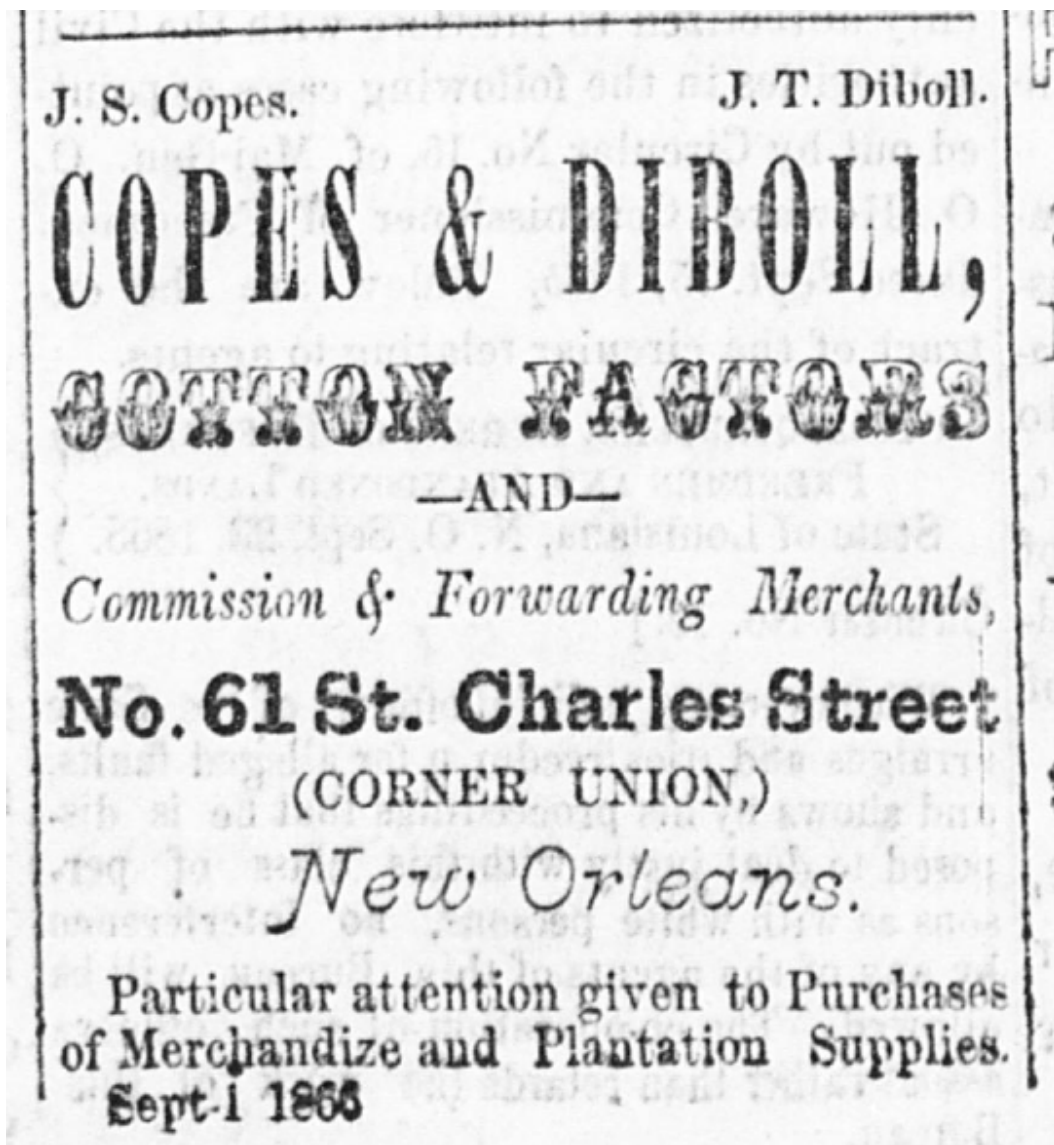 J. S. Copes. J. T. Diboll.
COPES & DIBOLL,
COTTON FACTORS
—AND—
Commission & Forwarding Merchants,
No. 61 St. Charles Street
(CORNER UNION,)
New Orleans.
Particular attention given to Purchases
of Merchandize and Plantation Supplies.
Sept-i 1866